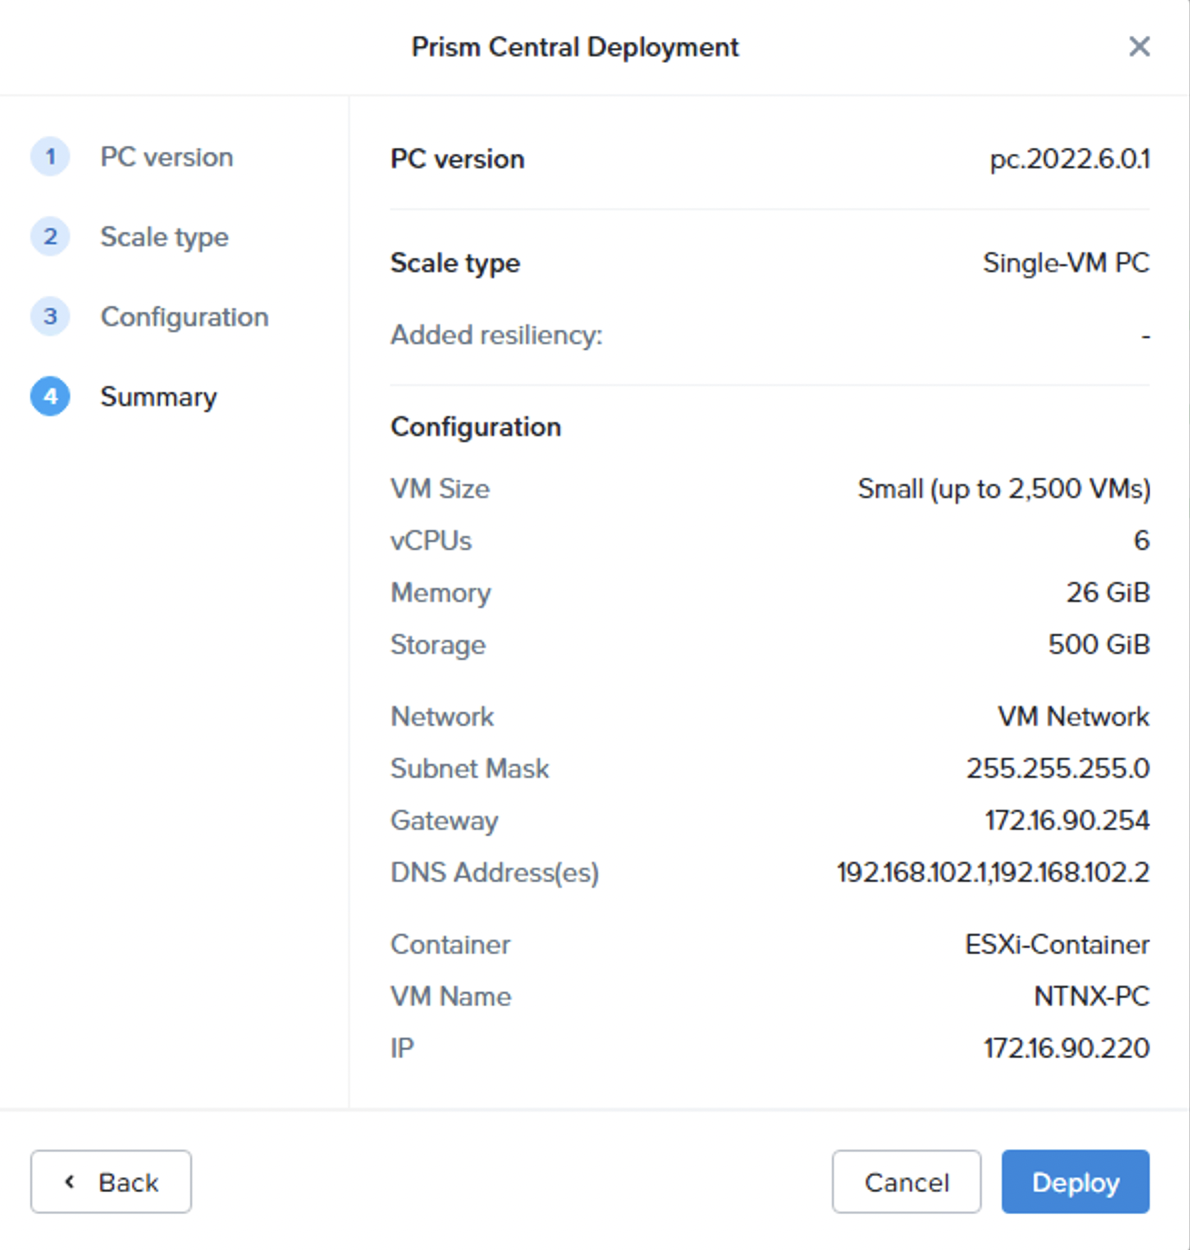 Prism Central Deployment
1 PC version
2 Scale type
3 Configuration
4 Summary
PC version pc.2022.6.0.1
Scale type Single-VM PC
Added resiliency: -
Configuration
VM Size Small (up to 2,500 VMs)
vCPUs 6
Memory 26 GiB
Storage 500 GiB
Network VM Network
Subnet Mask 255.255.255.0
Gateway 172.16.90.254
DNS Address(es) 192.168.102.1,192.168.102.2
Container ESXi-Container
VM Name NTNX-PC
IP 172.16.90.220
Back Cancel Deploy